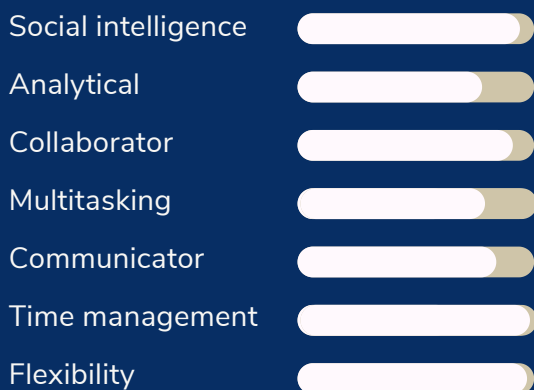 Social intelligence
Analytical
Collaborator
Multitasking
Communicator
Time management
Flexibility